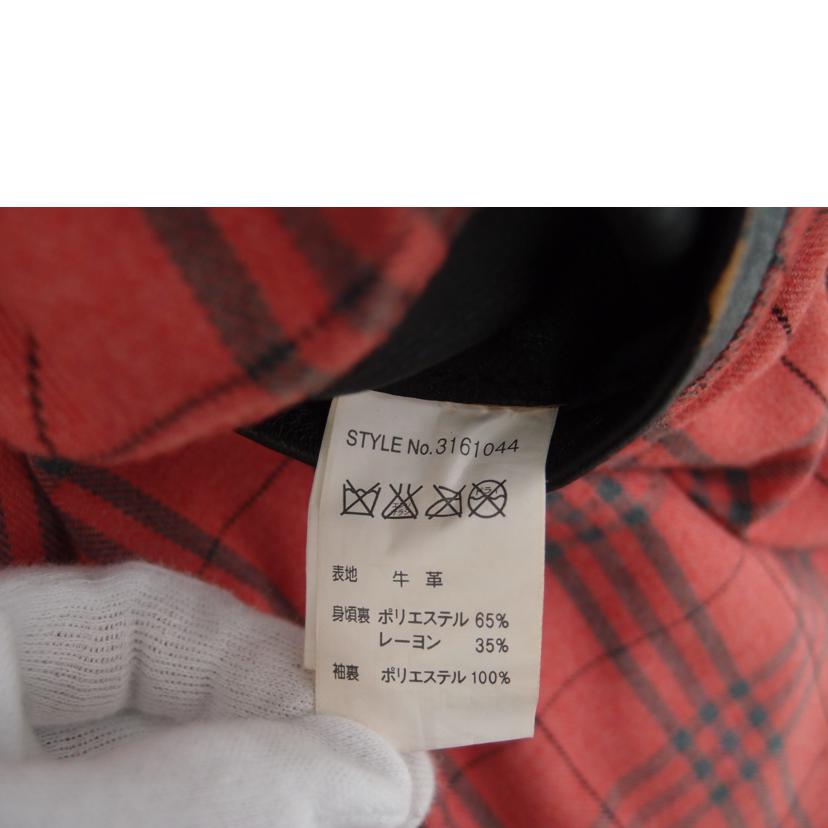 STYLE No.3161044
表地 牛 革
身頃裏 ポリエステル 65%
レーヨン 35%
袖裏 ポリエステル 100%